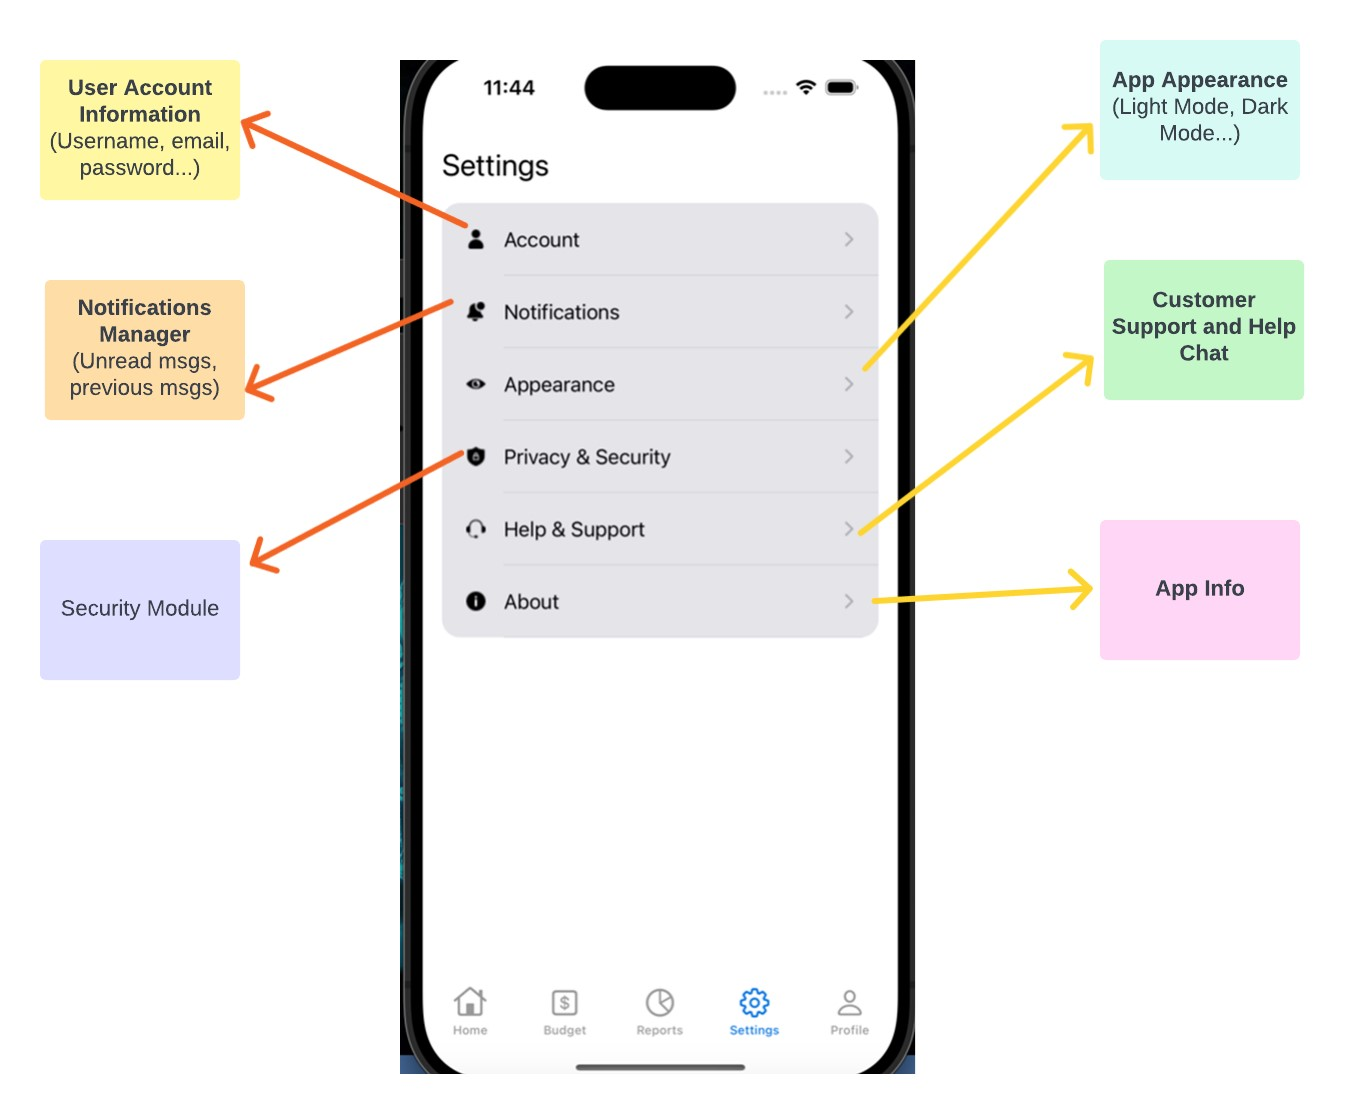 User Account
Information
(Username, email,
password...)
Notifications
Manager
(Unread msgs,
previous msgs)
Security Module
11:44
Settings
Account
Notifications
Appearance
Privacy & Security
Help & Support
About
$
Home
Budget
Reports
Settings
Profile
App Appearance
(Light Mode, Dark
Mode...)
Customer
Support and Help
Chat
App Info